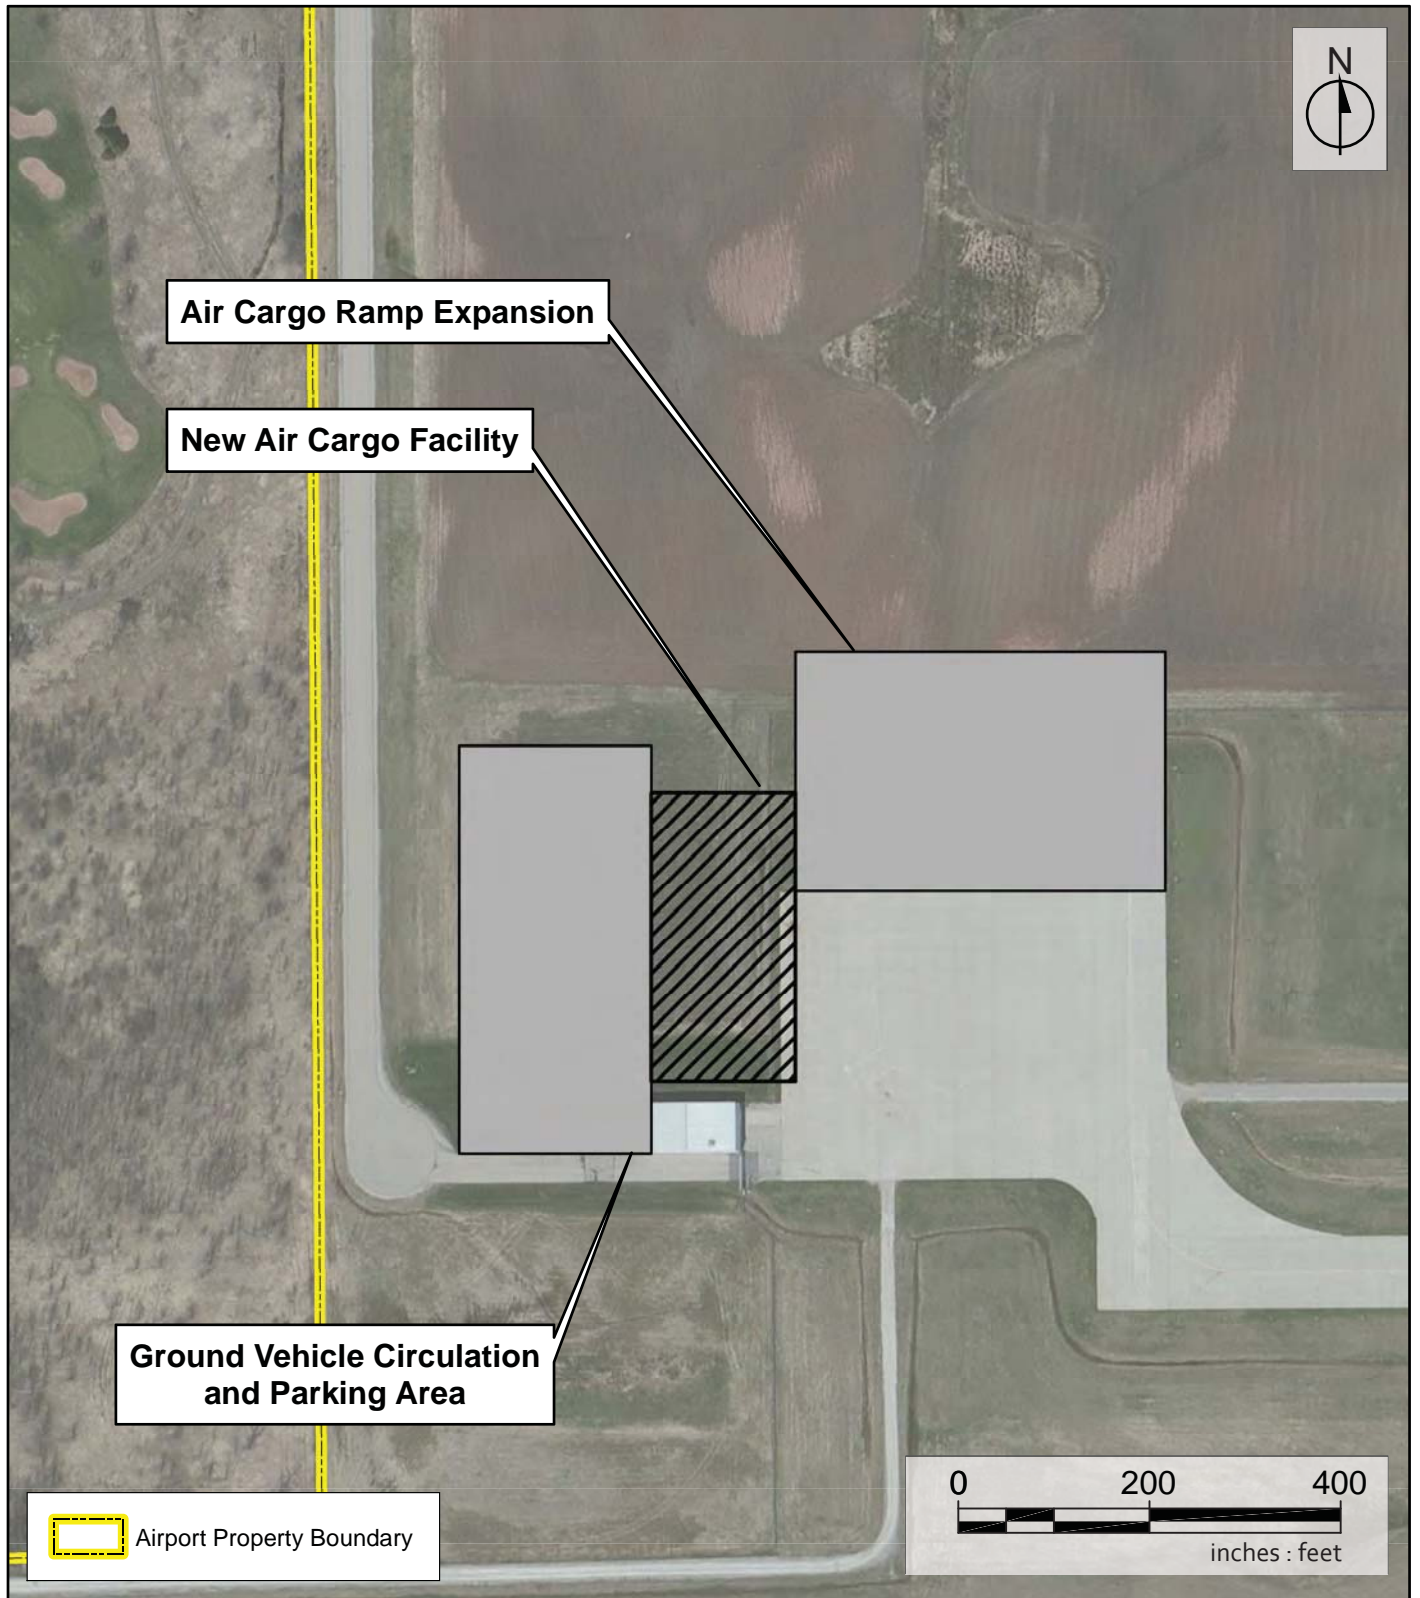 N
Air Cargo Ramp Expansion
New Air Cargo Facility
Ground Vehicle Circulation
and Parking Area
Airport Property Boundary
0 200 400
inches : feet